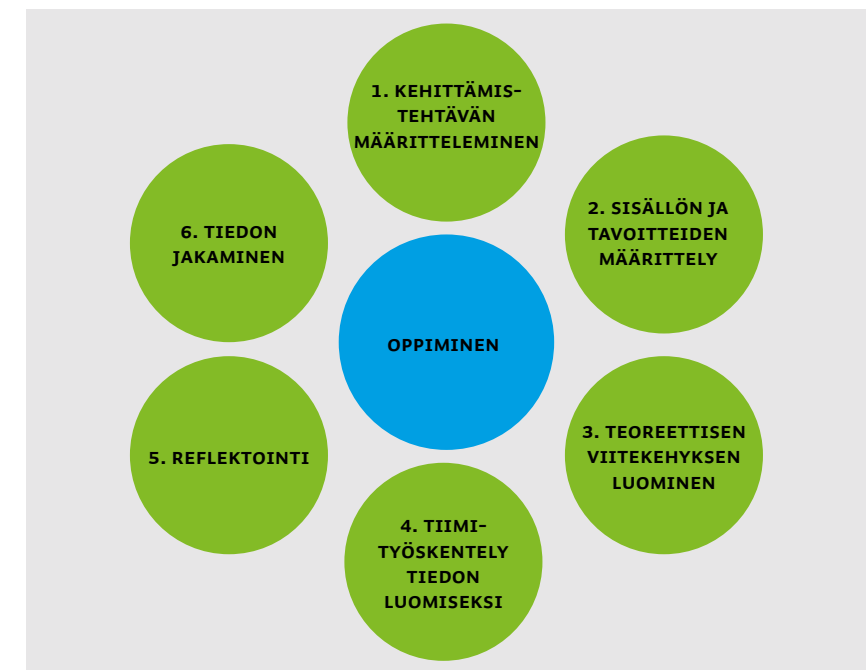 1. KEHITTÄMIS-
TEHTÄVÄN
MÄÄRITTELEMINEN
2. SISÄLLÖN JA
TAVOITTEIDEN
MÄÄRITTELY
3. TEOREETTISEN
VIITEKEHYKSEN
LUOMINEN
4. TIIMI-
TYÖSKENTELY
TIEDON
LUOMISEKSI
5. REFLEKTOINTI
6. TIEDON
JAKAMINEN
OPPIMINEN